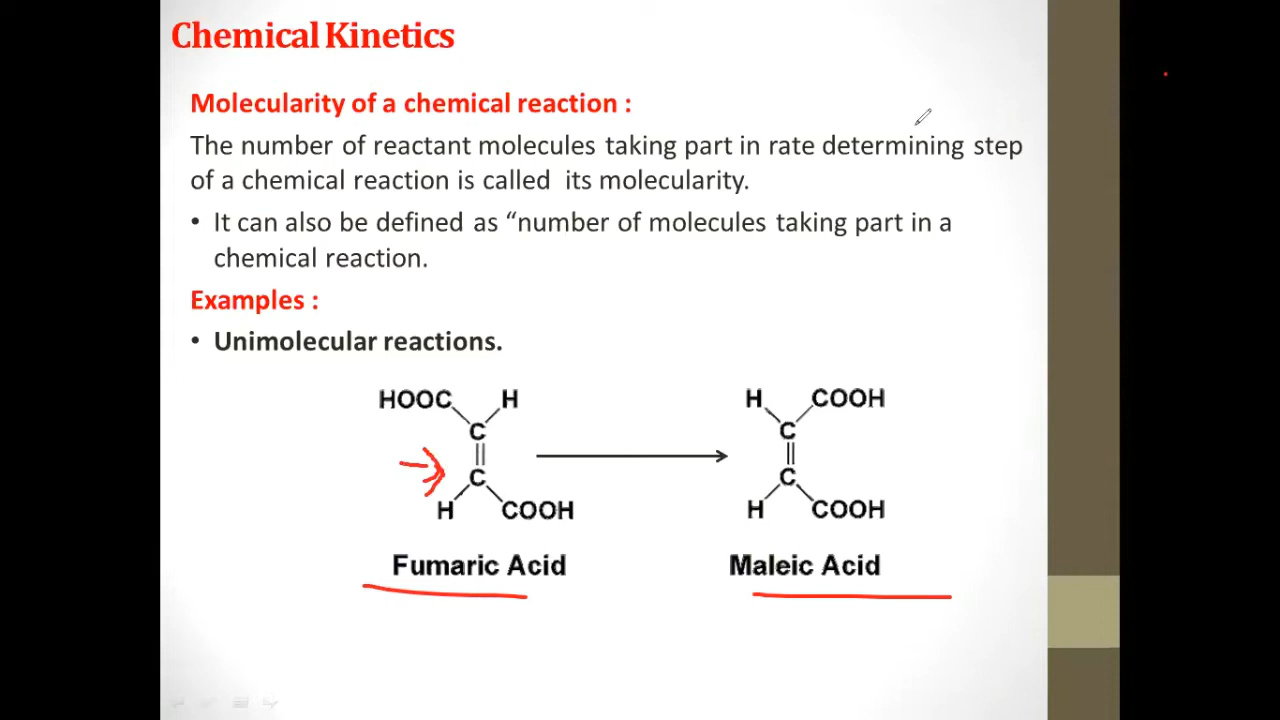 Chemical Kinetics
Molecularity of a chemical reaction :
The number of reactant molecules taking part in rate determining step
of a chemical reaction is called its molecularity.
• It can also be defined as “number of molecules taking part in a
chemical reaction.
Examples :
• Unimolecular reactions.
HOOC H H COOH
C C
C C
H COOH H COOH
Fumaric Acid Maleic Acid